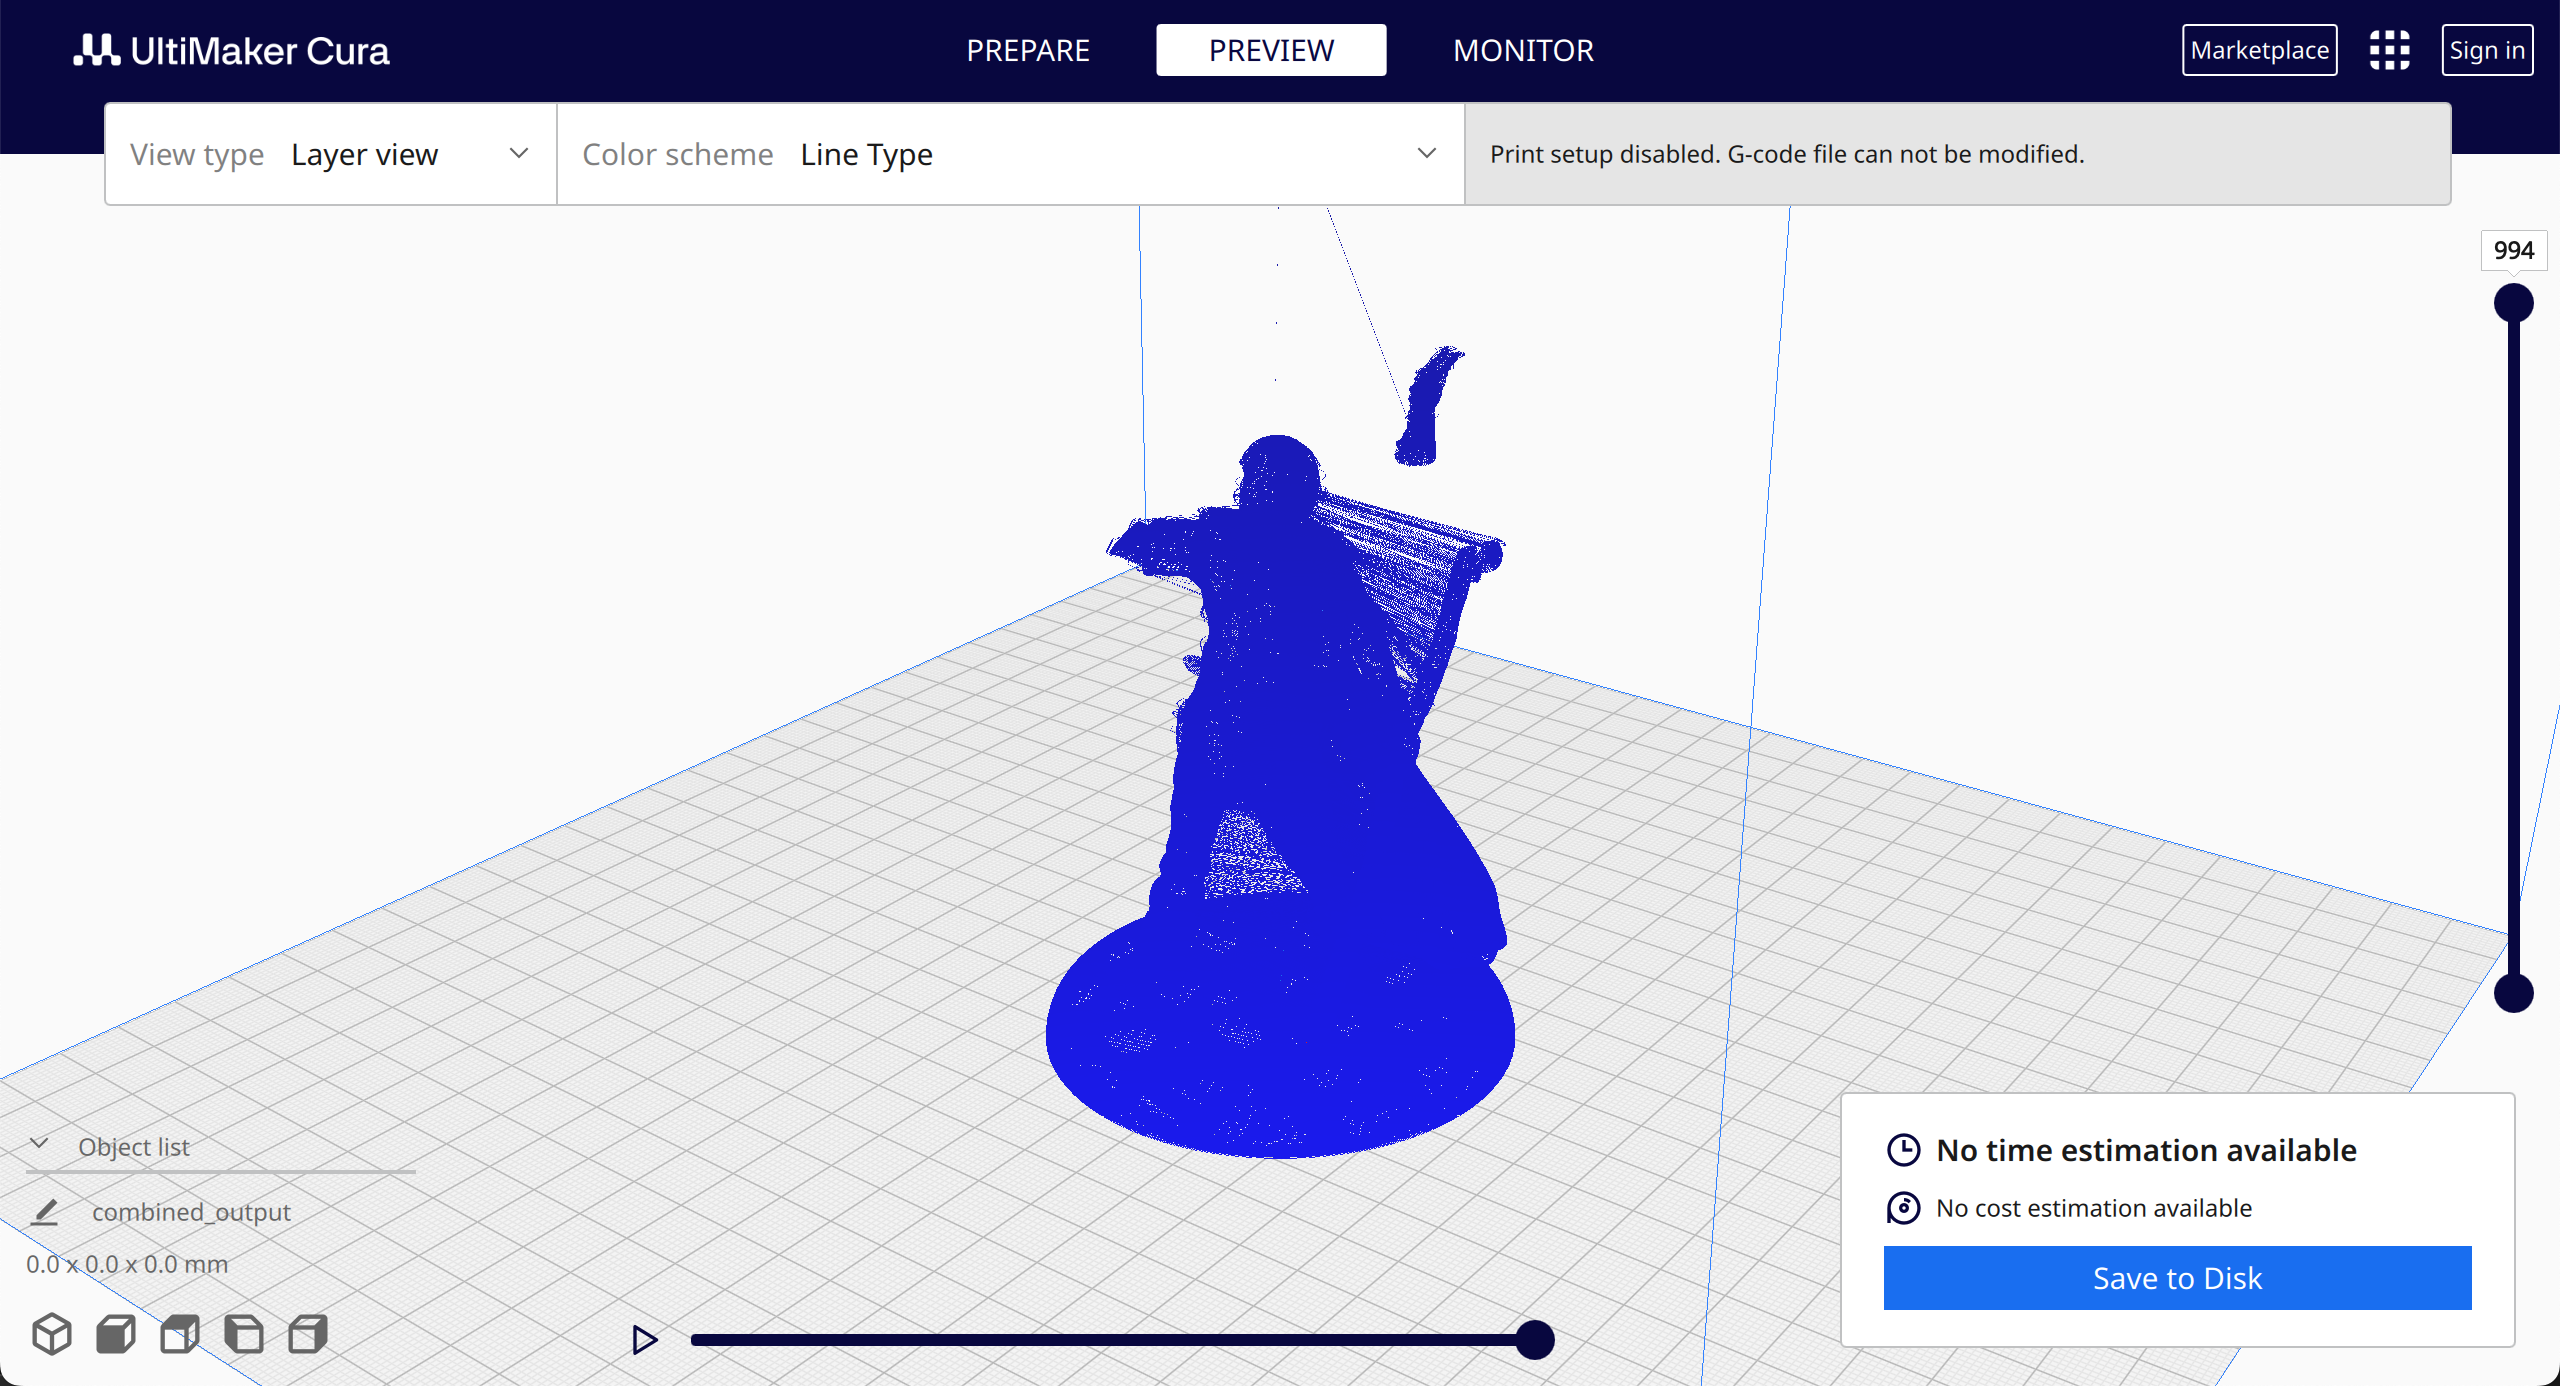 UltiMaker Cura
PREPARE
PREVIEW
MONITOR
Marketplace
Sign in
View type Layer view
Color scheme Line Type
Print setup disabled. G-code file can not be modified.
994
Object list
combined_output
0.0 x 0.0 x 0.0 mm
No time estimation available
No cost estimation available
Save to Disk